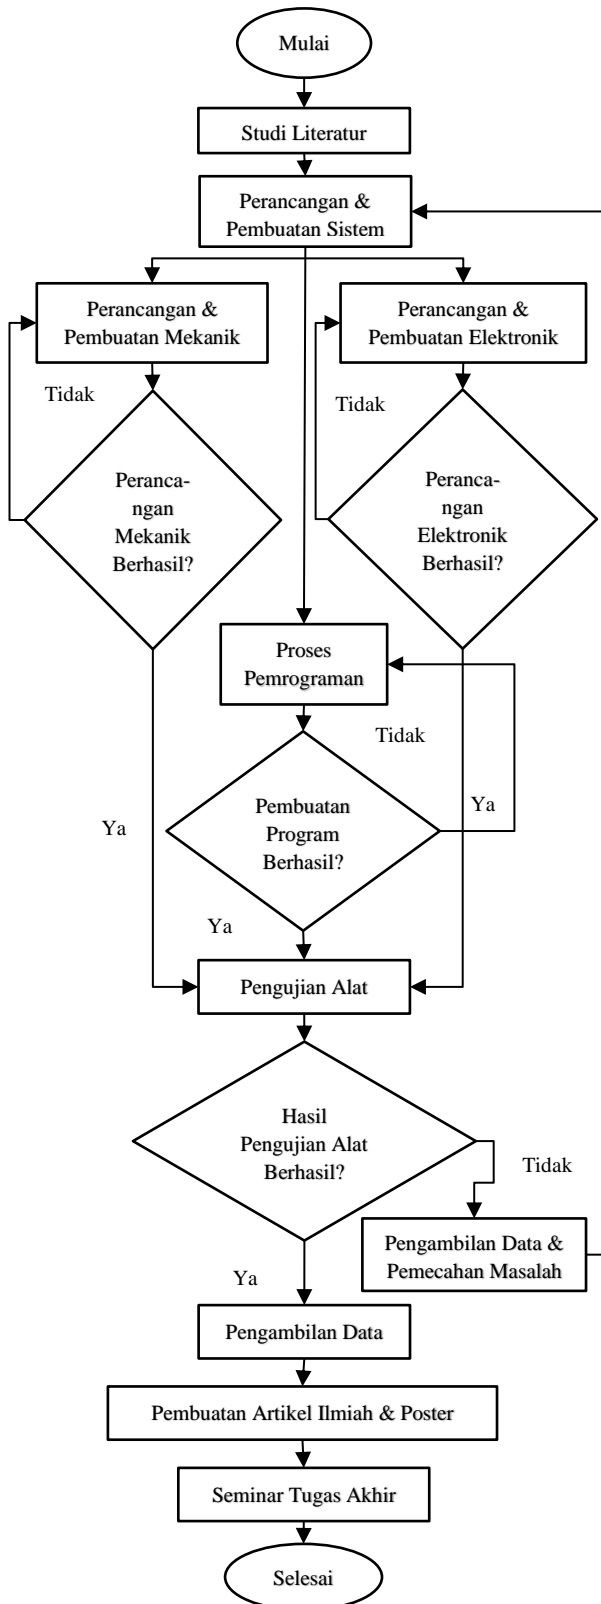 Mulai
Studi Literatur
Perancangan &
Pembuatan Sistem
Perancangan &
Pembuatan Mekanik
Perancangan &
Pembuatan Elektronik
Tidak
Tidak
Peranca-
ngan
Mekanik
Berhasil?
Peranca-
ngan
Elektronik
Berhasil?
Proses
Pemrograman
Tidak
Pembuatan
Program
Berhasil?
Ya
Ya
Ya
Pengujian Alat
Hasil
Pengujian Alat
Berhasil?
Tidak
Pengambilan Data &
Pemecahan Masalah
Ya
Pengambilan Data
Pembuatan Artikel Ilmiah & Poster
Seminar Tugas Akhir
Selesai